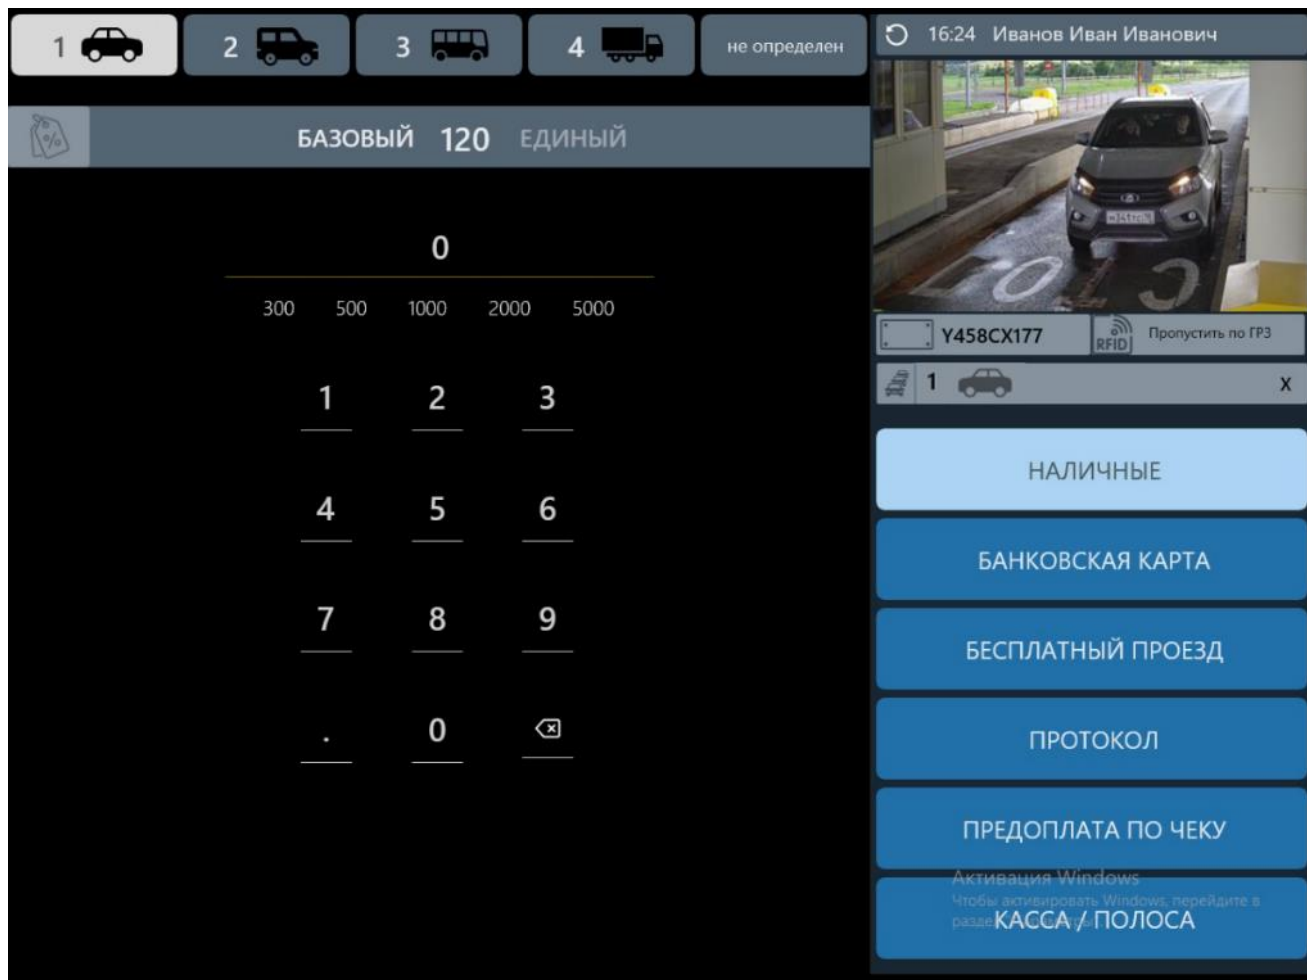 1
2
3
4
не определен
16:24 Иванов Иван Иванович
БАЗОВЫЙ 120 ЕДИНЫЙ
0
300 500 1000 2000 5000
1 2 3
4 5 6
7 8 9
. 0
Y458CX177
RFID
Пропустить по ГРЗ
1
X
НАЛИЧНЫЕ
БАНКОВСКАЯ КАРТА
БЕСПЛАТНЫЙ ПРОЕЗД
ПРОТОКОЛ
ПРЕДОПЛАТА ПО ЧЕКУ
Активация Windows
Чтобы активировать Windows, перейдите в
КАССА / ПОЛОСА